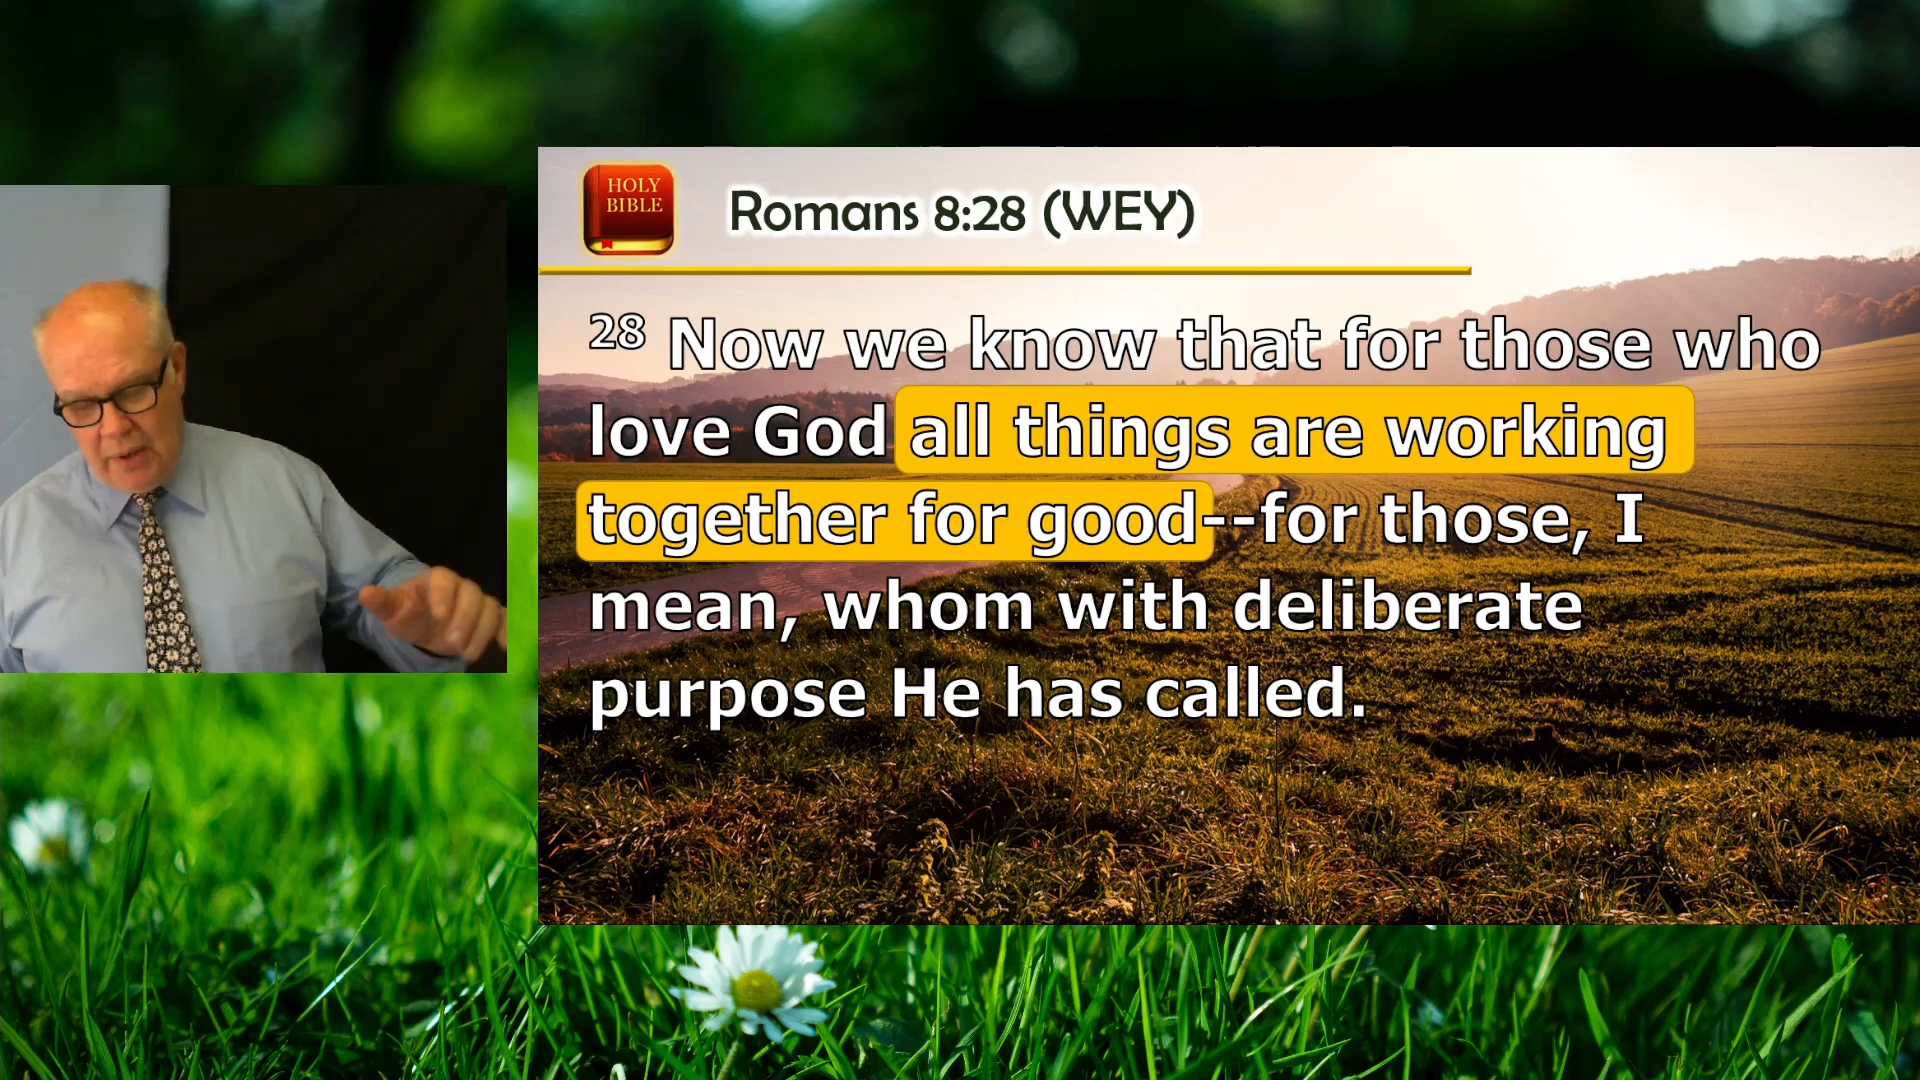 HOLY
BIBLE
Romans 8:28 (WEY)
28 Now we know that for those who
love God all things are working
together for good--for those, I
mean, whom with deliberate
purpose He has called.